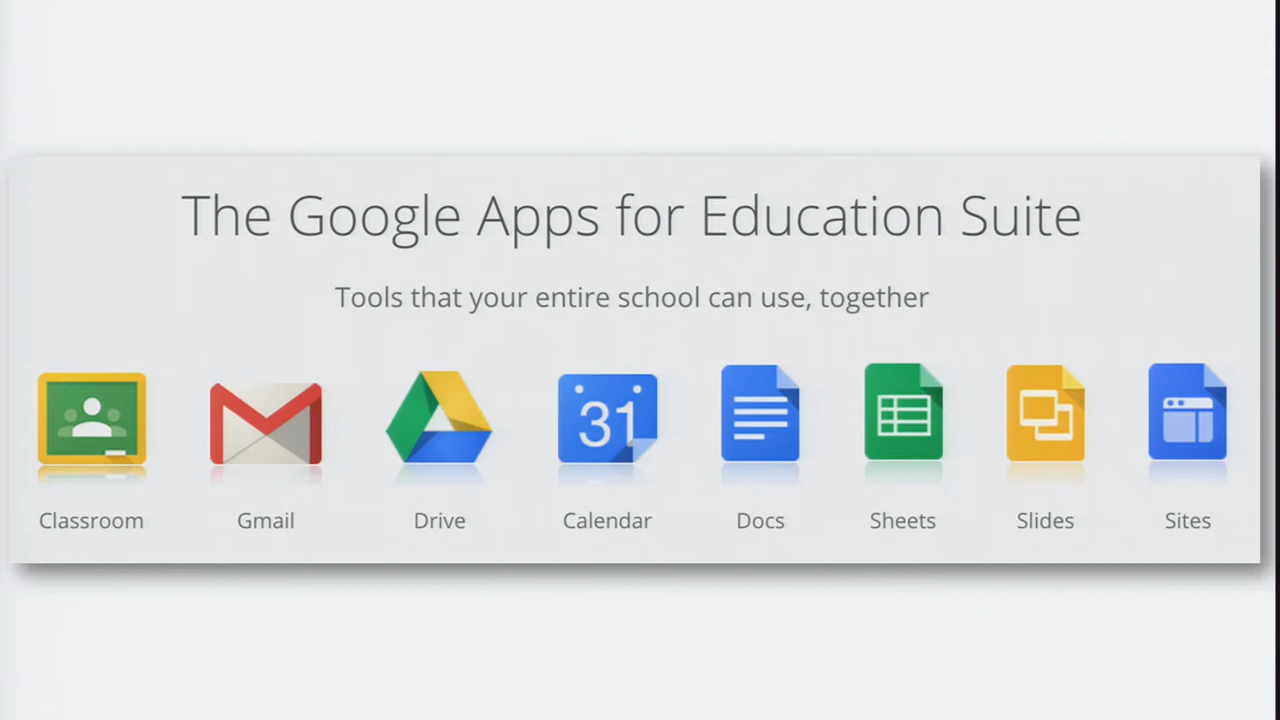 The Google Apps for Education Suite
Tools that your entire school can use, together
31
Classroom Gmail Drive Calendar Docs Sheets Slides Sites